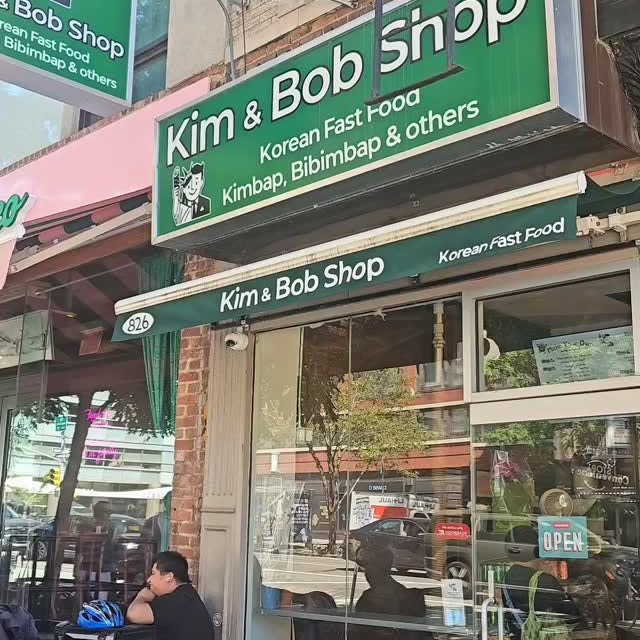 & Bob Shop
rean Fast Food
Bibimbap & others
Kim & Bob Shop
Korean Fast Food
Kimbap, Bibimbap & others
Kim & Bob Shop
Korean Fast Food
826
OPEN